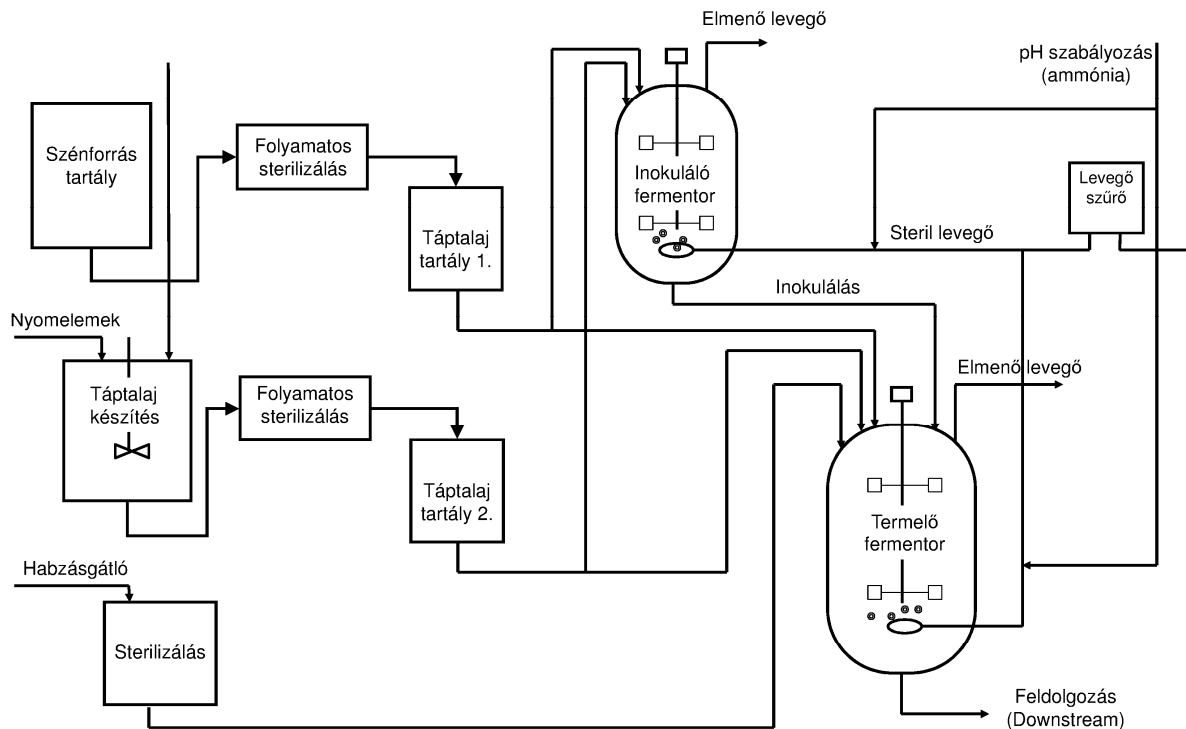 Elmenő levegő
pH szabályozás
(ammónia)
Szénforrás
tartály
Folyamatos
sterilizálás
Táptalaj
tartály 1.
Inokuláló
fermentor
Levegő
szűrő
Steril levegő
Inokulálás
Nyomelemek
Táptalaj
készítés
Folyamatos
sterilizálás
Táptalaj
tartály 2.
Elmenő levegő
Termelő
fermentor
Habzásgátló
Sterilizálás
Feldolgozás
(Downstream)